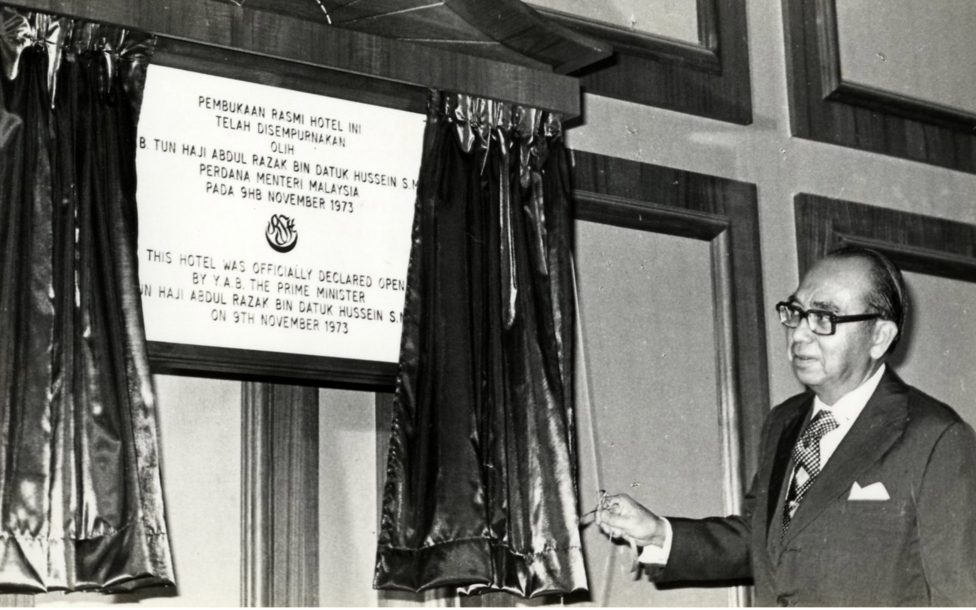 PEMBUKAAN RASMI HOTEL INI
TELAH DISEMPURNAKAN
OLIH
B. TUN HAJI ABDUL RAZAK BIN DATUK HUSSEIN S.M
PERDANA MENTERI MALAYSIA
PADA 9HB NOVEMBER 1973
THIS HOTEL WAS OFFICIALLY DECLARED OPEN
BY Y.A.B. THE PRIME MINISTER
UN HAJI ABDUL RAZAK BIN DATUK HUSSEIN S.M
ON 9TH NOVEMBER 1973